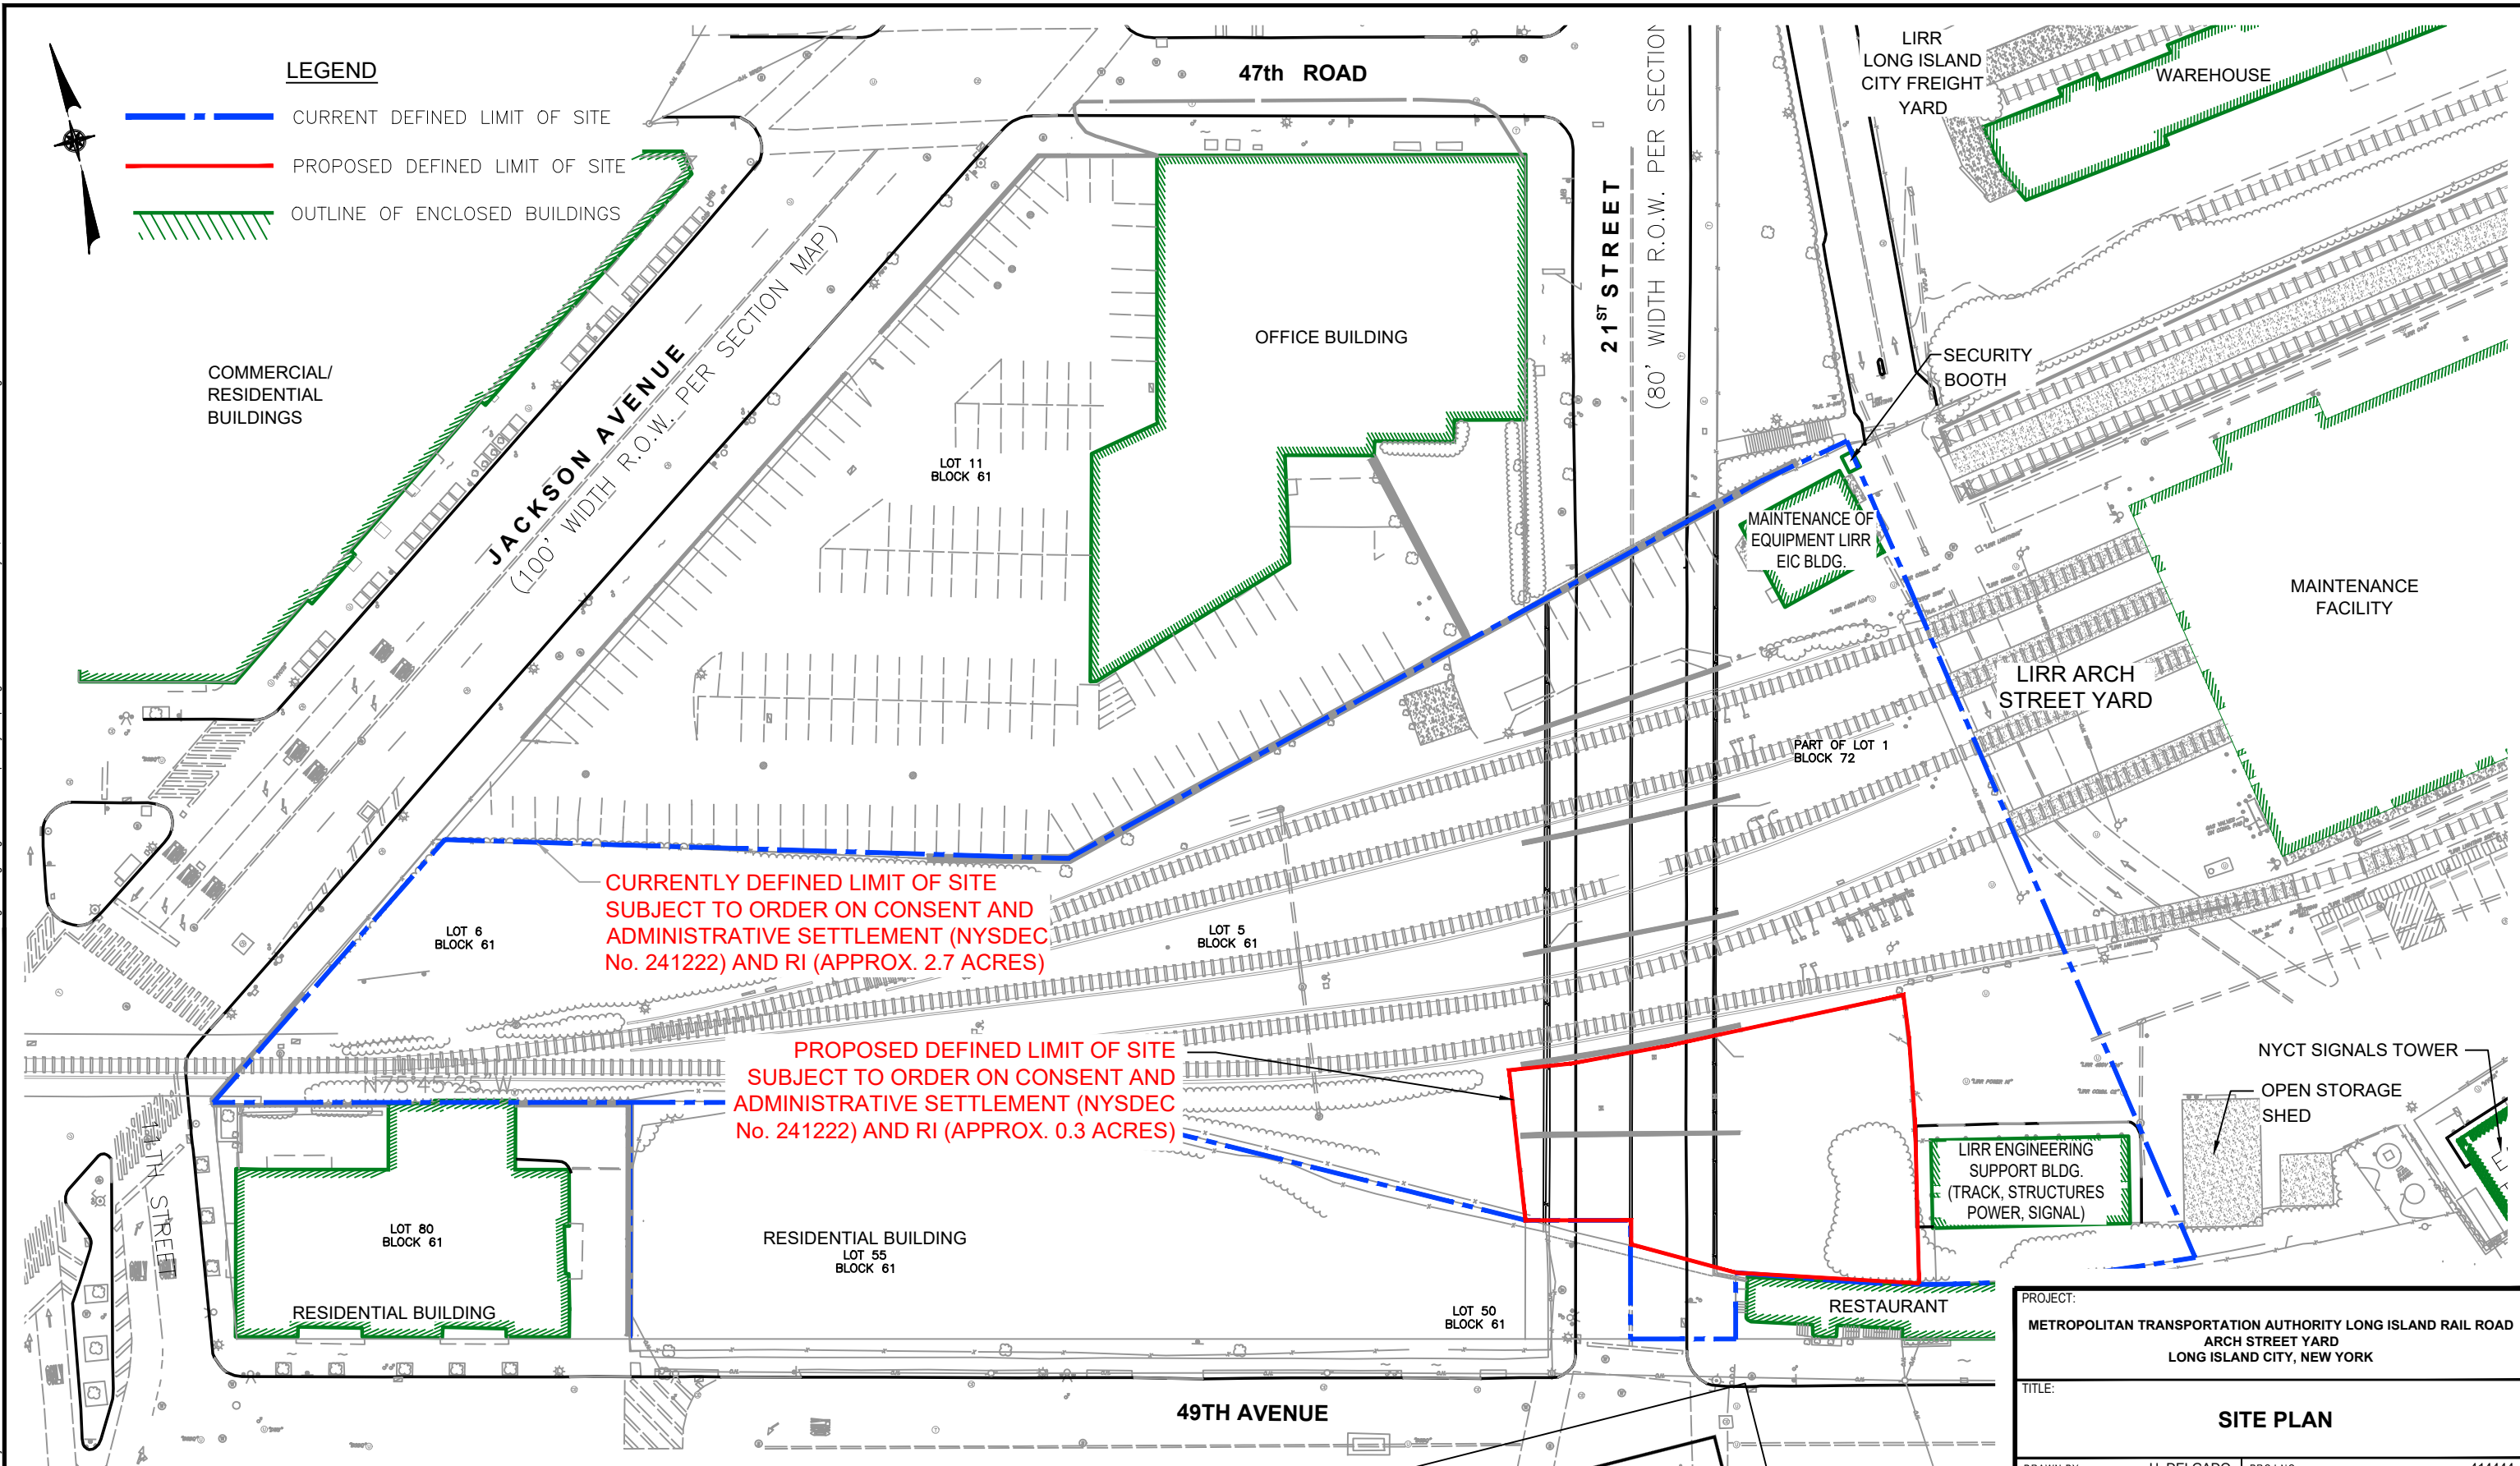 LEGEND
CURRENT DEFINED LIMIT OF SITE
PROPOSED DEFINED LIMIT OF SITE
OUTLINE OF ENCLOSED BUILDINGS
47th ROAD
LIRR
LONG ISLAND
CITY FREIGHT
YARD
WAREHOUSE
21ST STREET
(80' WIDTH R.O.W. PER SECTION
JACKSON AVENUE
(100' WIDTH R.O.W. PER SECTION MAP)
COMMERCIAL/
RESIDENTIAL
BUILDINGS
OFFICE BUILDING
LOT 11
BLOCK 61
SECURITY
BOOTH
MAINTENANCE OF
EQUIPMENT LIRR
EIC BLDG.
MAINTENANCE
FACILITY
LIRR ARCH
STREET YARD
PART OF LOT 1
BLOCK 72
CURRENTLY DEFINED LIMIT OF SITE
SUBJECT TO ORDER ON CONSENT AND
ADMINISTRATIVE SETTLEMENT (NYSDEC
No. 241222) AND RI (APPROX. 2.7 ACRES)
LOT 6
BLOCK 61
LOT 5
BLOCK 61
PROPOSED DEFINED LIMIT OF SITE
SUBJECT TO ORDER ON CONSENT AND
ADMINISTRATIVE SETTLEMENT (NYSDEC
No. 241222) AND RI (APPROX. 0.3 ACRES)
N75°45'25"W
NYCT SIGNALS TOWER
OPEN STORAGE
SHED
LIRR ENGINEERING
SUPPORT BLDG.
(TRACK, STRUCTURES
POWER, SIGNAL)
11TH STREET
LOT 80
BLOCK 61
RESIDENTIAL BUILDING
RESIDENTIAL BUILDING
LOT 55
BLOCK 61
LOT 50
BLOCK 61
RESTAURANT
49TH AVENUE
PROJECT:
METROPOLITAN TRANSPORTATION AUTHORITY LONG ISLAND RAIL ROAD
ARCH STREET YARD
LONG ISLAND CITY, NEW YORK
TITLE:
SITE PLAN